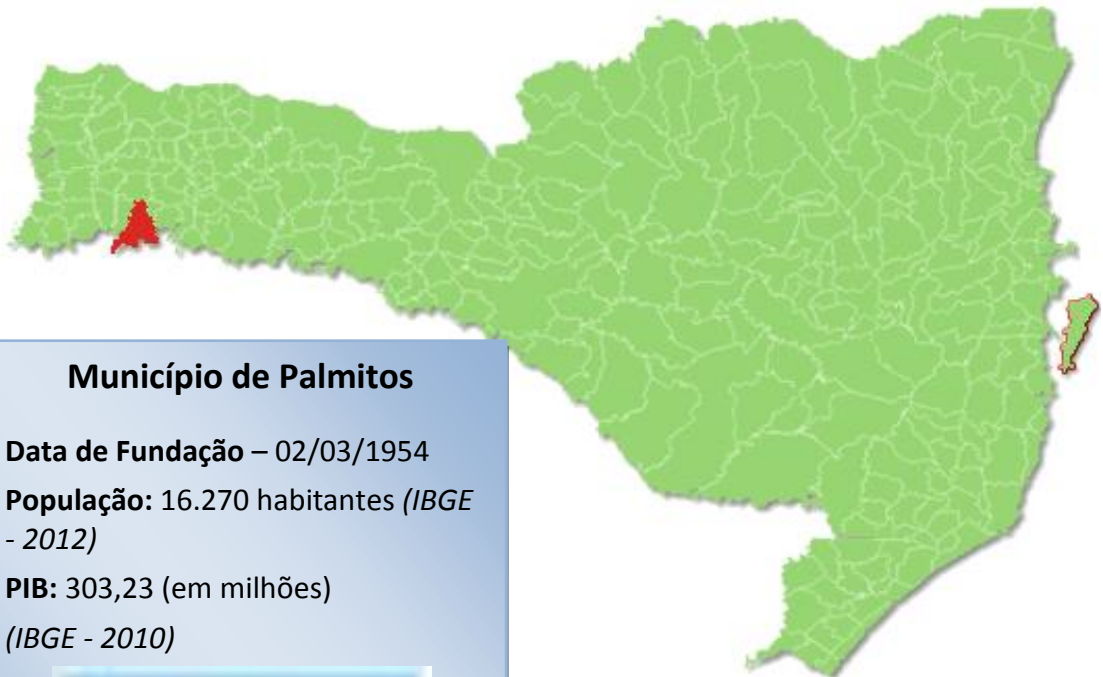 Município de Palmitos
Data de Fundação – 02/03/1954
População: 16.270 habitantes (IBGE
- 2012)
PIB: 303,23 (em milhões)
(IBGE - 2010)